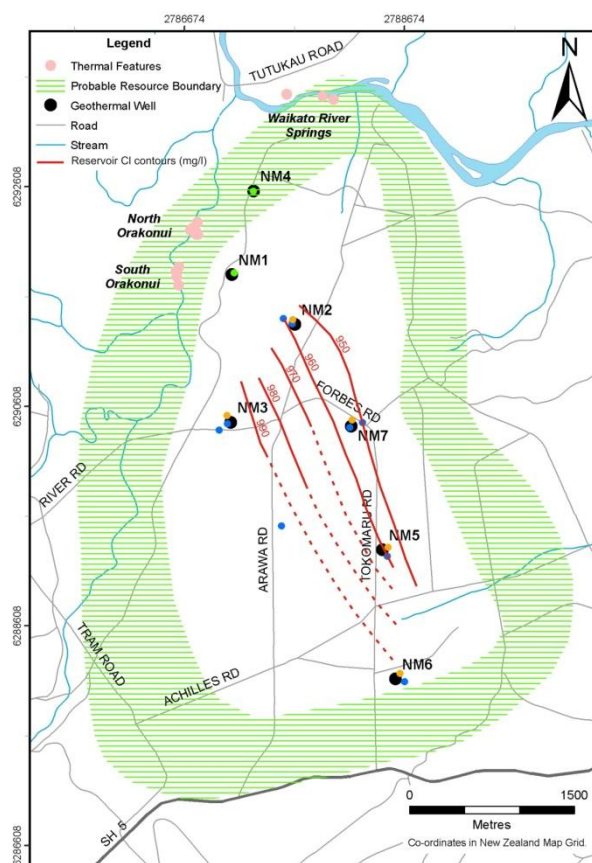 2786674
2788674
Legend
Thermal Features
Probable Resource Boundary
Geothermal Well
Road
Stream
Reservoir Cl contours (mg/l)
TUTUKAU ROAD
N
Waikato River
Springs
6292608
NM4
North
Orakonui
South
Orakonui
NM1
NM2
950
960
970
980
990
6290608
FORBES RD
NM3
NM7
RIVER RD
ARAWA RD
TOKOMARU RD
NM5
6288608
TRAM ROAD
ACHILLES RD
NM6
0
1500
Metres
Co-ordinates in New Zealand Map Grid.
SH 5
6286608